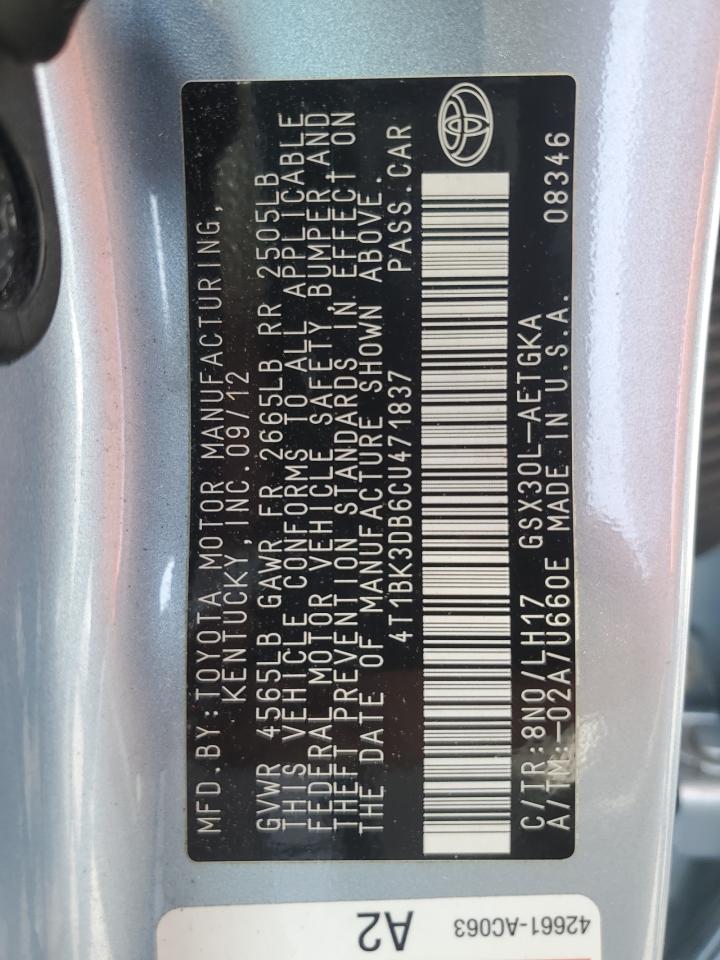 MFD.BY:TOYOTA MOTOR MANUFACTURING,
KENTUCKY,INC.09/12
GVWR 4565LB GAWR FR 2665LB RR 2505LB
THIS VEHICLE CONFORMS TO ALL APPLICABLE
FEDERAL MOTOR VEHICLE SAFETY,BUMPER,AND
THEFT PREVENTION STANDARDS IN EFFECT ON
THE DATE OF MANUFACTURE SHOWN ABOVE.
4T1BK3DB6CU471837 PASS.CAR
C/TR:8N0/LH17 GSX30L-AETGKA 08346
A/TM:-02A/U660E MADE IN U.S.A.
A2
42661-AC063